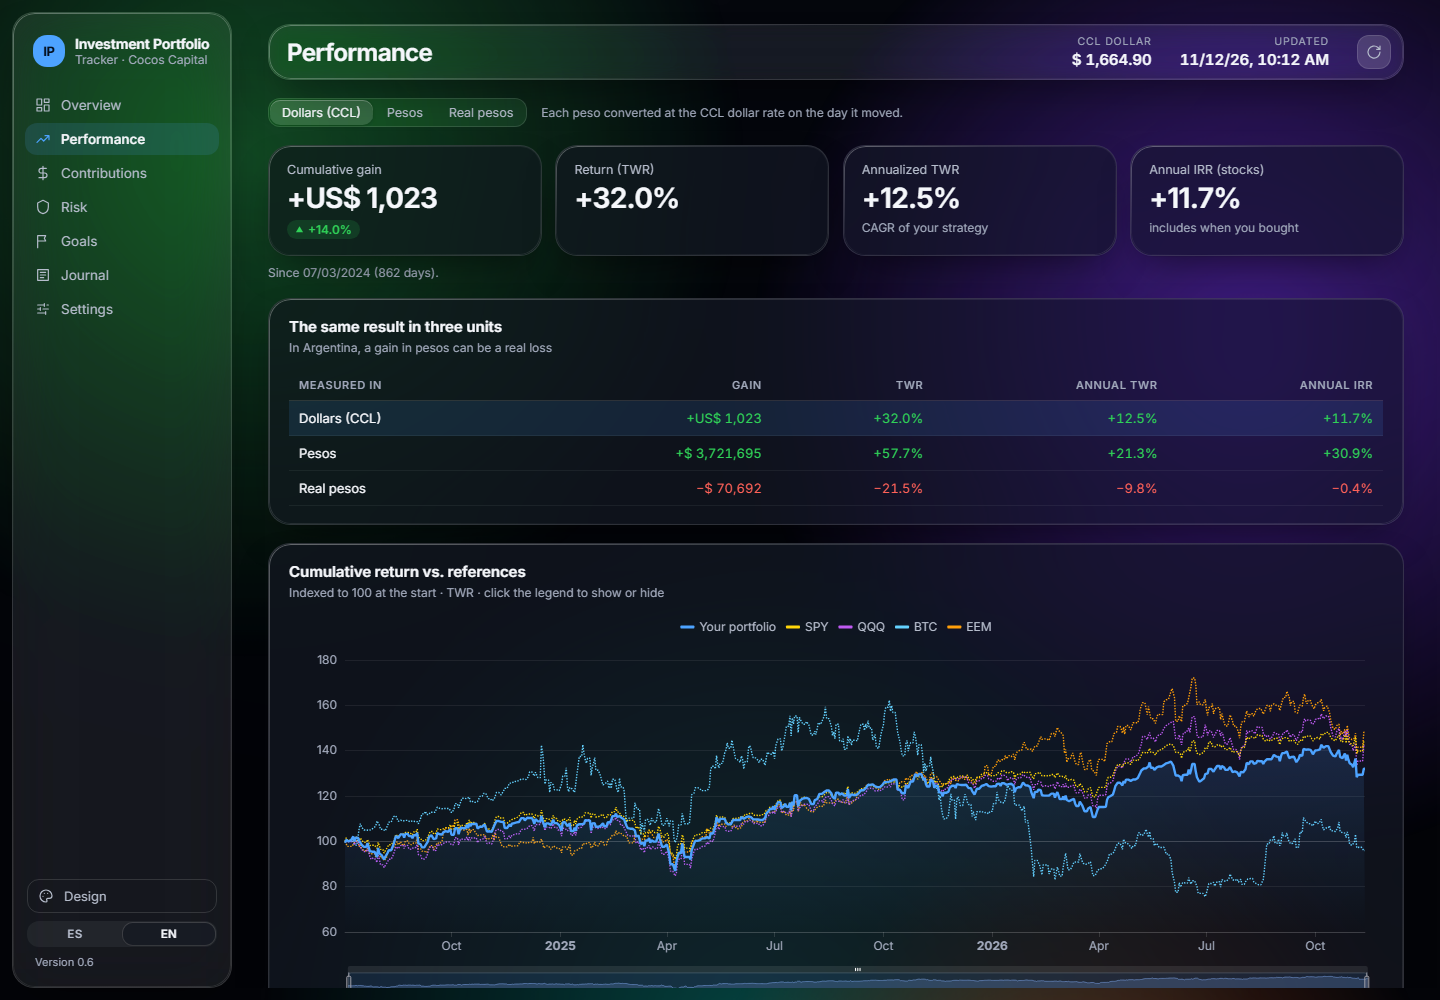 IP
Investment Portfolio
Tracker · Cocos Capital
Overview
Performance
Contributions
Risk
Goals
Journal
Settings
Design
ES EN
Version 0.6
Performance
CCL DOLLAR
$ 1,664.90
UPDATED
11/12/26, 10:12 AM
Dollars (CCL) Pesos Real pesos
Each peso converted at the CCL dollar rate on the day it moved.
Cumulative gain
+US$ 1,023
▲ +14.0%
Return (TWR)
+32.0%
Annualized TWR
+12.5%
CAGR of your strategy
Annual IRR (stocks)
+11.7%
includes when you bought
Since 07/03/2024 (862 days).
The same result in three units
In Argentina, a gain in pesos can be a real loss
MEASURED IN GAIN TWR ANNUAL TWR ANNUAL IRR
Dollars (CCL) +US$ 1,023 +32.0% +12.5% +11.7%
Pesos +$ 3,721,695 +57.7% +21.3% +30.9%
Real pesos −$ 70,692 −21.5% −9.8% −0.4%
Cumulative return vs. references
Indexed to 100 at the start · TWR · click the legend to show or hide
Your portfolio SPY QQQ BTC EEM
180
160
140
120
100
80
60
Oct 2025 Apr Jul Oct 2026 Apr Jul Oct